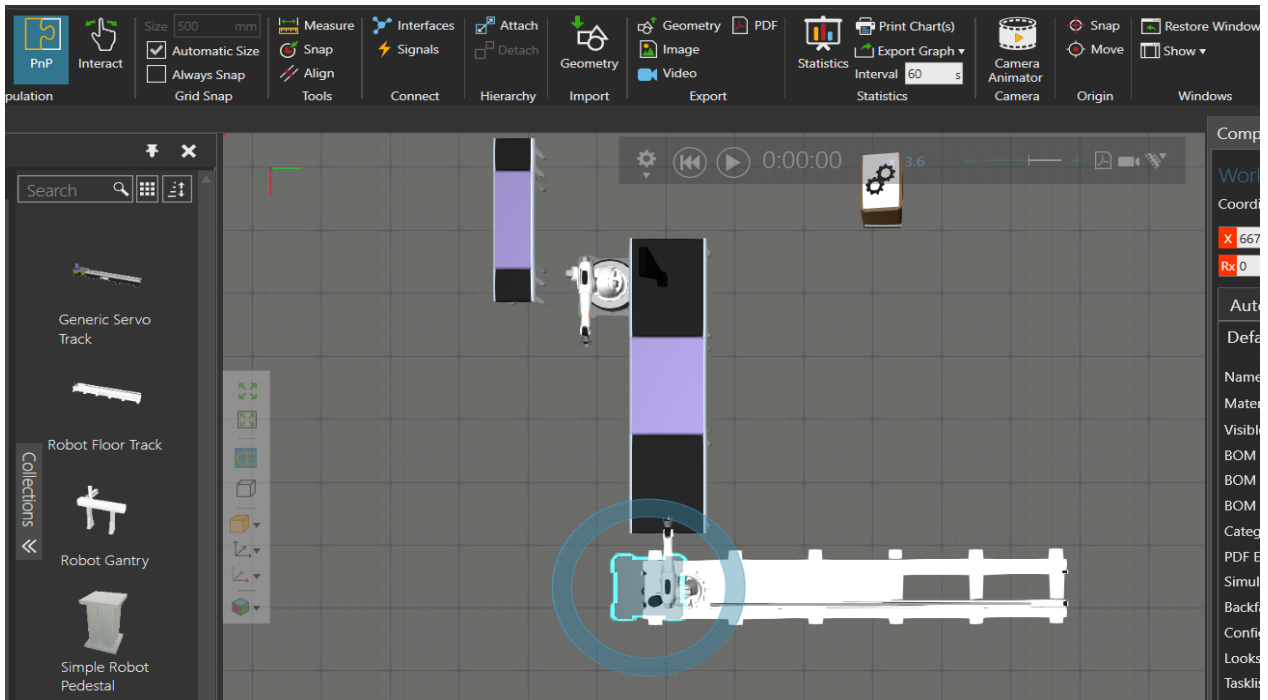 Size 500 mm
Automatic Size
Always Snap
PnP
Interact
pulation
Grid Snap
Measure
Snap
Align
Tools
Interfaces
Signals
Connect
Attach
Detach
Hierarchy
Geometry
Import
Geometry
PDF
Image
Video
Export
Statistics
Print Chart(s)
Export Graph
Interval 60 s
Statistics
Camera
Animator
Camera
Snap
Move
Origin
Restore Window
Show
Windows
Search
Generic Servo
Track
Robot Floor Track
Robot Gantry
Simple Robot
Pedestal
Collections
0:00:00
x 3.6
Comp
Work
Coordi
X 667
Rx 0
Auto
Defa
Name
Mater
Visibl
BOM
BOM
BOM
Categ
PDF E
Simul
Backfa
Config
Looks
Tasklis